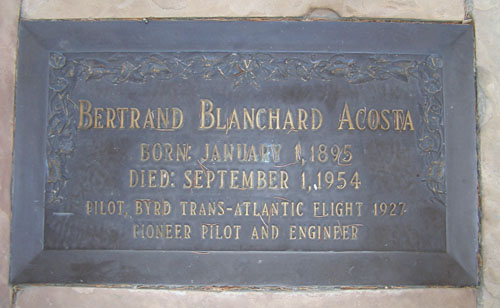 BERTRAND BLANCHARD ACOSTA
BORN: JANUARY 1, 1895
DIED: SEPTEMBER 1, 1954
PILOT, BYRD TRANS-ATLANTIC FLIGHT 1927
PIONEER PILOT AND ENGINEER